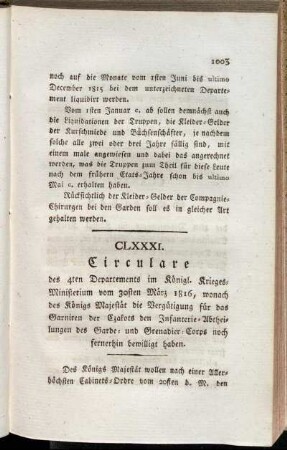 1003
noch auf die Monate vom 1sten Juni bis ultimo
December 1815 bei dem unterzeichneten Departe-
ment liquidirt werden.
Vom 1sten Januar c. ab sollen demnächst auch
die Liquidationen der Truppen, die Kleider-Gelder
der Kurschmiede und Büchsenschäfter, je nachdem
solche alle zwei oder drei Jahre fällig sind, mit
einem male angewiesen und dabei das angerechnet
werden, was die Truppen zum Theil für diese Leute
nach dem frühern Etats-Jahre schon bis ultimo
Mai c. erhalten haben.
Rücksichtlich der Kleider-Gelder der Compagnie-
Chirurgen bei den Garden soll es in gleicher Art
gehalten werden.
CLXXXI.
Circulare
des 4ten Departements im Königl. Krieges-
Ministerium vom 30sten März 1816, wonach
des Königs Majestät die Vergütigung für das
Garniren der Czakots den Infanterie-Abthei-
lungen des Garde- und Grenadier-Corps noch
fernerhin bewilligt haben.
Des Königs Majestät wollen nach einer Aller-
höchsten Cabinets-Ordre vom 20sten d. M. den